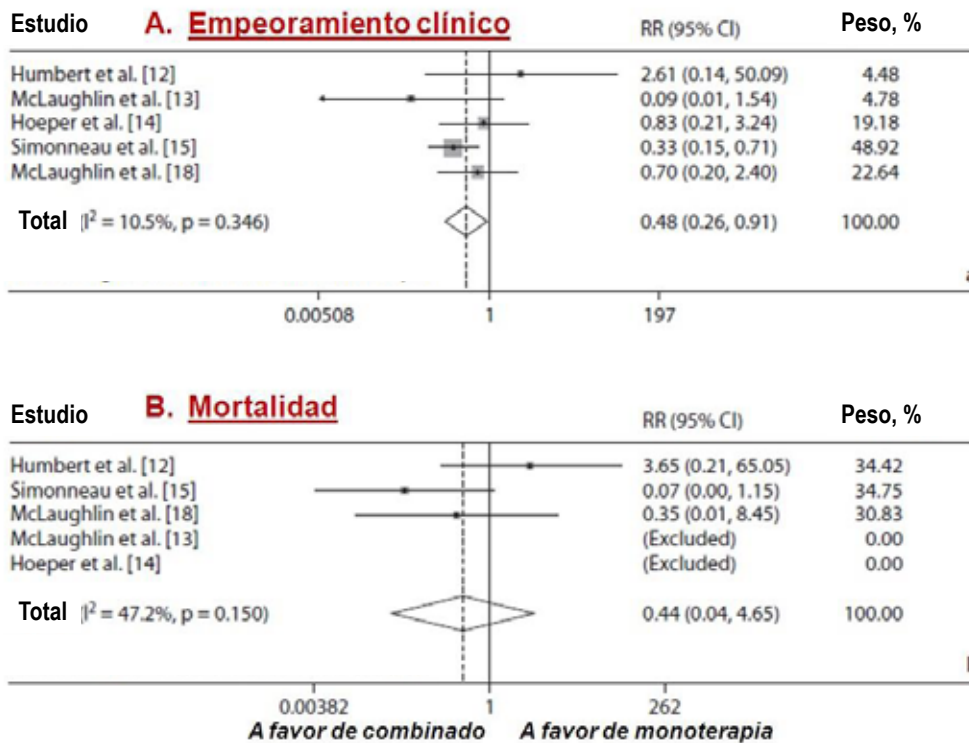 Estudio A. Empeoramiento clínico RR (95% CI) Peso, %
Humbert et al. [12] 2.61 (0.14, 50.09) 4.48
McLaughlin et al. [13] 0.09 (0.01, 1.54) 4.78
Hoeper et al. [14] 0.83 (0.21, 3.24) 19.18
Simonneau et al. [15] 0.33 (0.15, 0.71) 48.92
McLaughlin et al. [18] 0.70 (0.20, 2.40) 22.64
Total (I² = 10.5%, p = 0.346) 0.48 (0.26, 0.91) 100.00
0.00508 1 197
Estudio B. Mortalidad RR (95% CI) Peso, %
Humbert et al. [12] 3.65 (0.21, 65.05) 34.42
Simonneau et al. [15] 0.07 (0.00, 1.15) 34.75
McLaughlin et al. [18] 0.35 (0.01, 8.45) 30.83
McLaughlin et al. [13] (Excluded) 0.00
Hoeper et al. [14] (Excluded) 0.00
Total (I² = 47.2%, p = 0.150) 0.44 (0.04, 4.65) 100.00
0.00382 1 262
A favor de combinado A favor de monoterapia